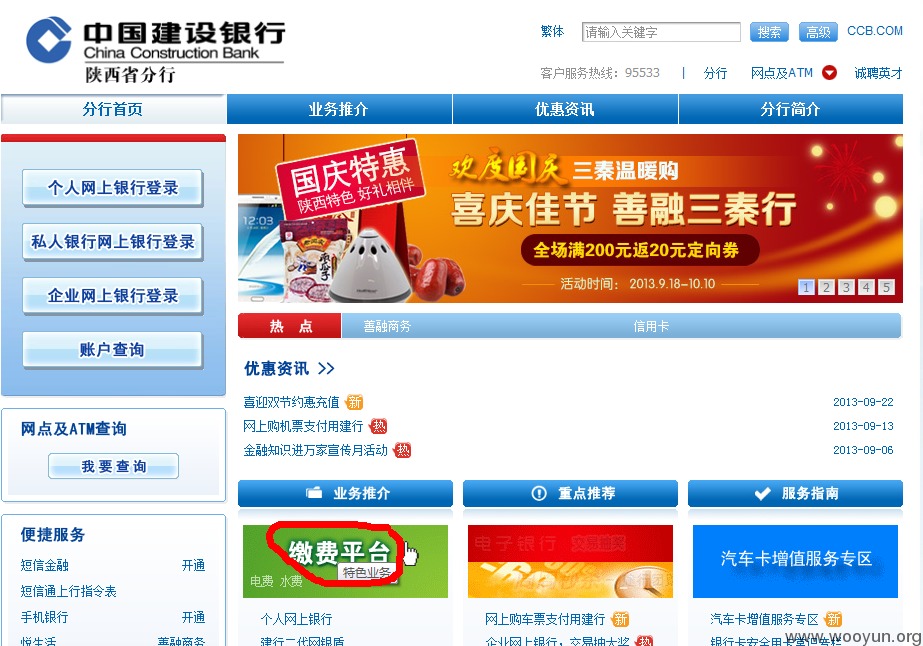 中国建设银行
China Construction Bank
陕西省分行
繁体 请输入关键字 搜索 高级 CCB.COM
客户服务热线：95533 | 分行 网点及ATM 诚聘英才
分行首页 业务推介 优惠资讯 分行简介
个人网上银行登录
私人银行网上银行登录
企业网上银行登录
账户查询
国庆特惠
陕西特色 好礼相伴
12:03
欢度国庆 三秦温暖购
喜庆佳节 善融三秦行
全场满200元返20元定向券
活动时间： 2013.9.18-10.10
1 2 3 4 5
热 点 善融商务 信用卡
优惠资讯 >>
喜迎双节约惠充值 新 2013-09-22
网上购机票支付用建行 热 2013-09-13
金融知识进万家宣传月活动 热 2013-09-06
网点及ATM查询
我要查询
业务推介 重点推荐 服务指南
便捷服务
短信金融 开通
短信通上行指令表
手机银行 开通
悦生活 善融商务
缴费平台
特色业务
电费 水费
电子银行 交易抽奖
汽车卡增值服务专区
个人网上银行
建行二代网银盾
网上购车票支付用建行 新
企业网上银行，交易抽大奖 热
汽车卡增值服务专区 新
www.wooyun.org